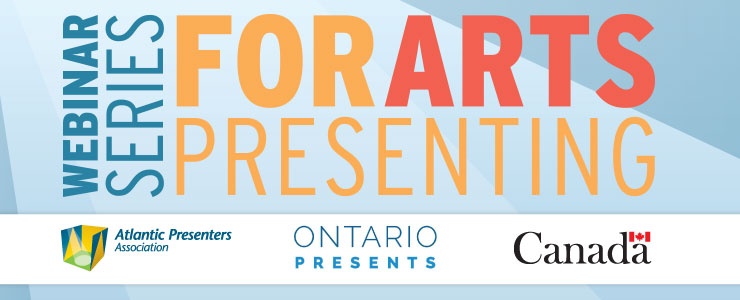 WEBINAR
SERIES
FOR ARTS
PRESENTING
Atlantic Presenters
Association
ONTARIO
PRESENTS
Canada